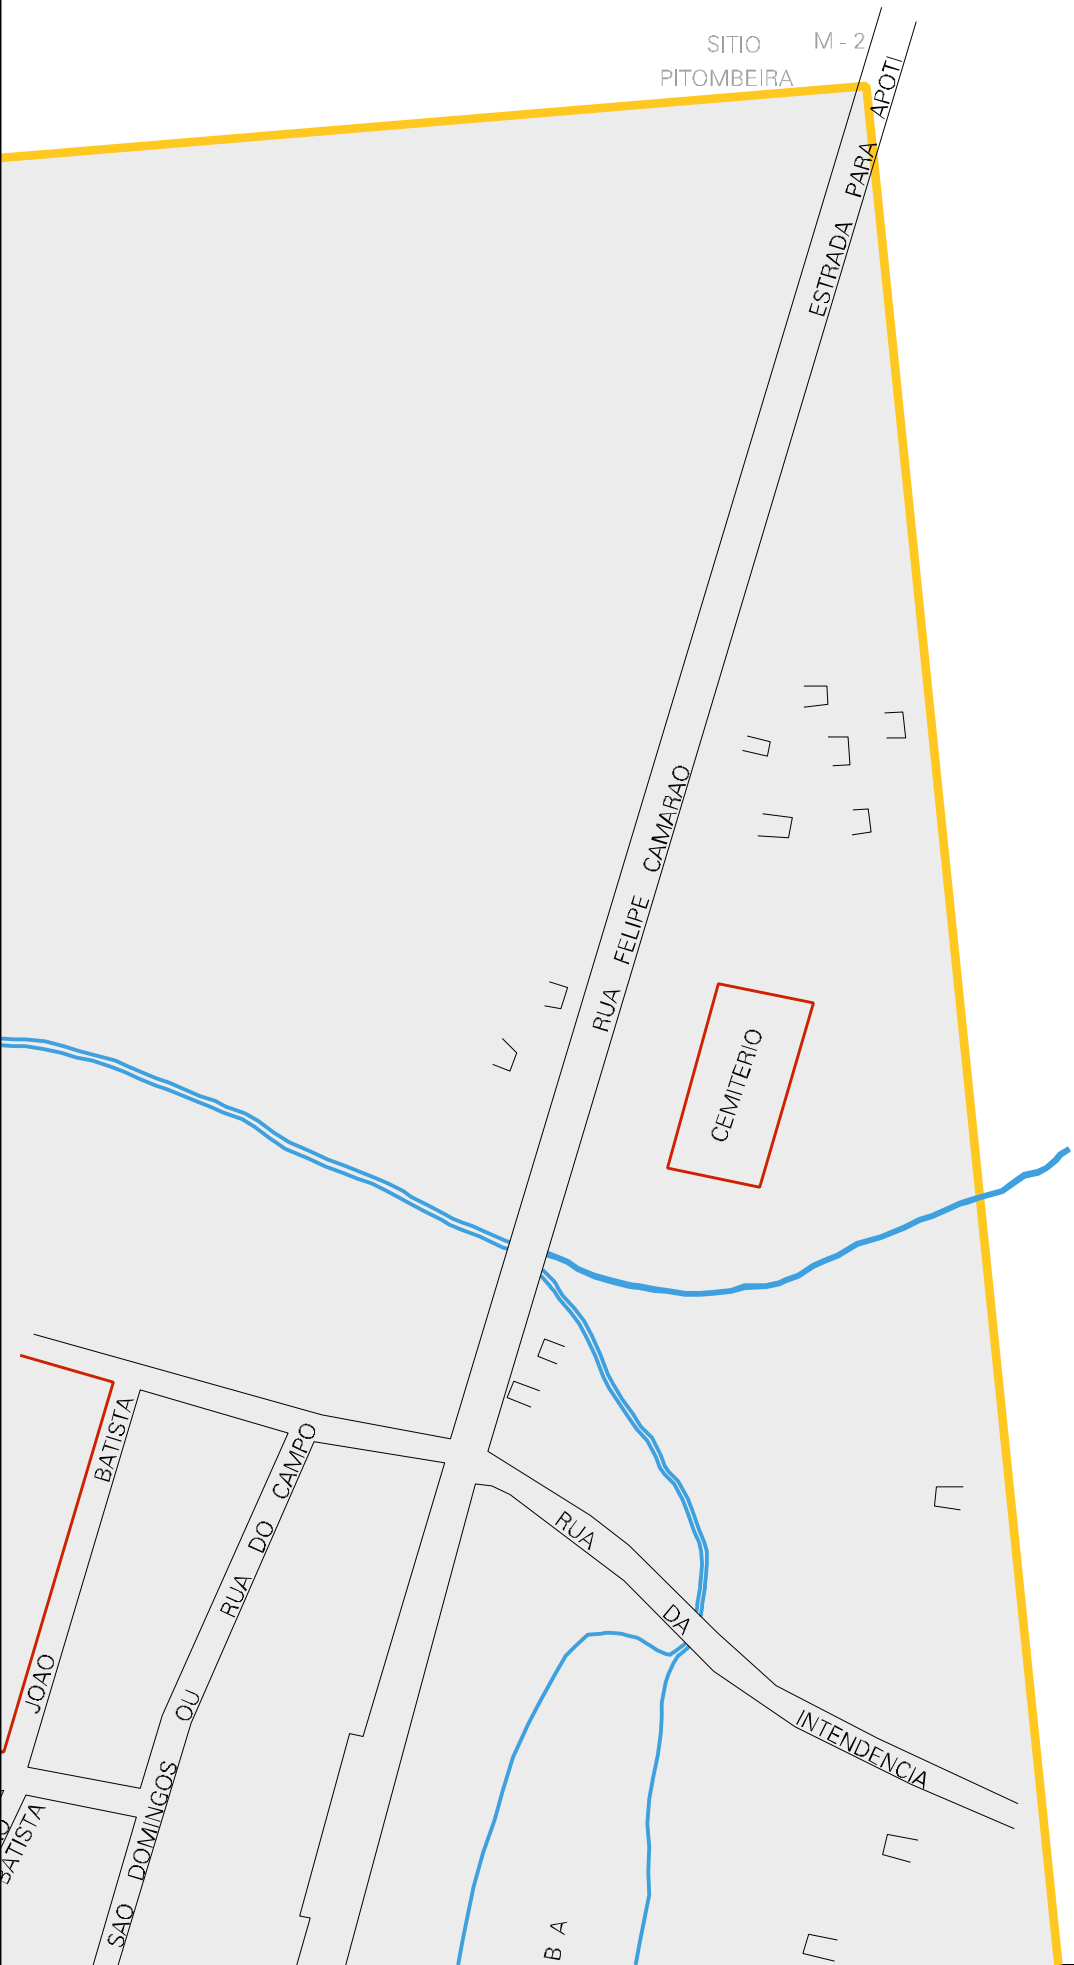 SITIO
PITOMBEIRA
M - 2
ESTRADA PARA APOTI
RUA FELIPE CAMARAO
CEMITERIO
JOAO BATISTA
SAO DOMINGOS OU RUA DO CAMPO
RUA DA INTENDENCIA
BATISTA
B A